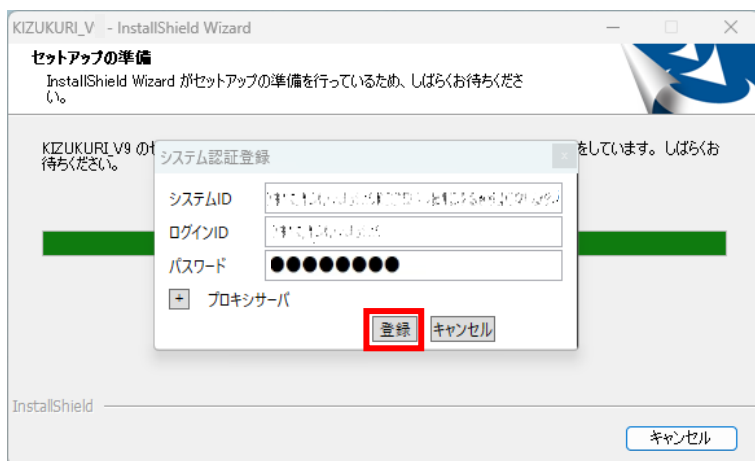 KIZUKURI_V - InstallShield Wizard
セットアップの準備
InstallShield Wizard がセットアップの準備を行っているため、しばらくお待ちくださ
い。
KIZUKURI_V9 のセ
をしています。しばらくお
待ちください。
システム認証登録
x
システムID
ログインID
パスワード ●●●●●●●●
+ プロキシサーバ
登録 キャンセル
InstallShield
キャンセル